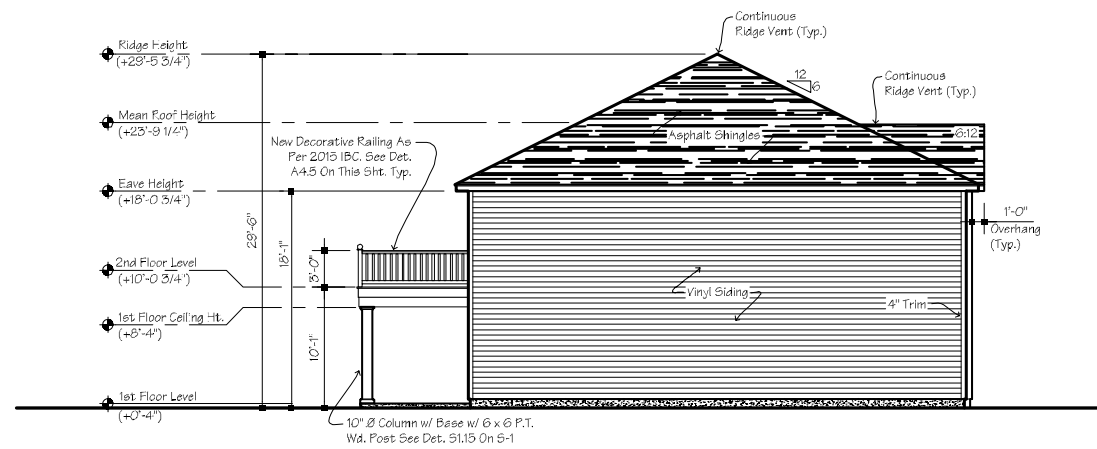 Continuous
Ridge Vent (Typ.)
Ridge Height
(+29'-5 3/4")
12
6
Continuous
Ridge Vent (Typ.)
Mean Roof Height
(+23'-9 1/4")
Asphalt Shingles
6:12
New Decorative Railing As
Per 2015 IBC. See Det.
A4.5 On This Sht. Typ.
Eave Height
(+18'-0 3/4")
1'-0"
Overhang
(Typ.)
29'-6"
18'-1"
3'-0"
2nd Floor Level
(+10'-0 3/4")
Vinyl Siding
4" Trim
1st Floor Ceiling Ht.
(+8'-4")
10'-1"
1st Floor Level
(+0'-4")
10" Ø Column w/ Base w/ 6 x 6 P.T.
Wd. Post See Det. S1.15 On S-1